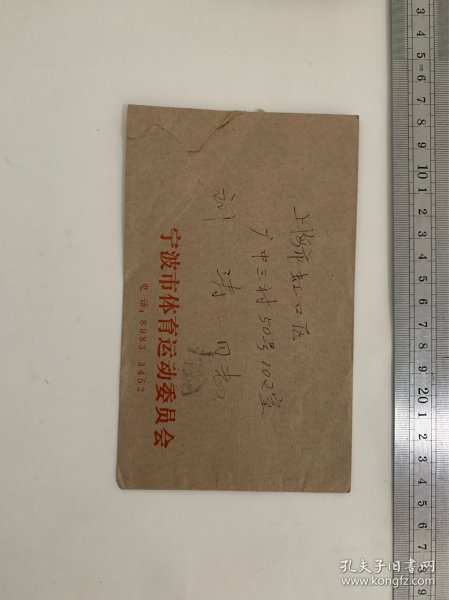 上海市虹口区
广中三村50号102室
刘涛同志
宁波市体育运动委员会
电话：8083 3452
孔夫子旧书网
www.kongfz.com